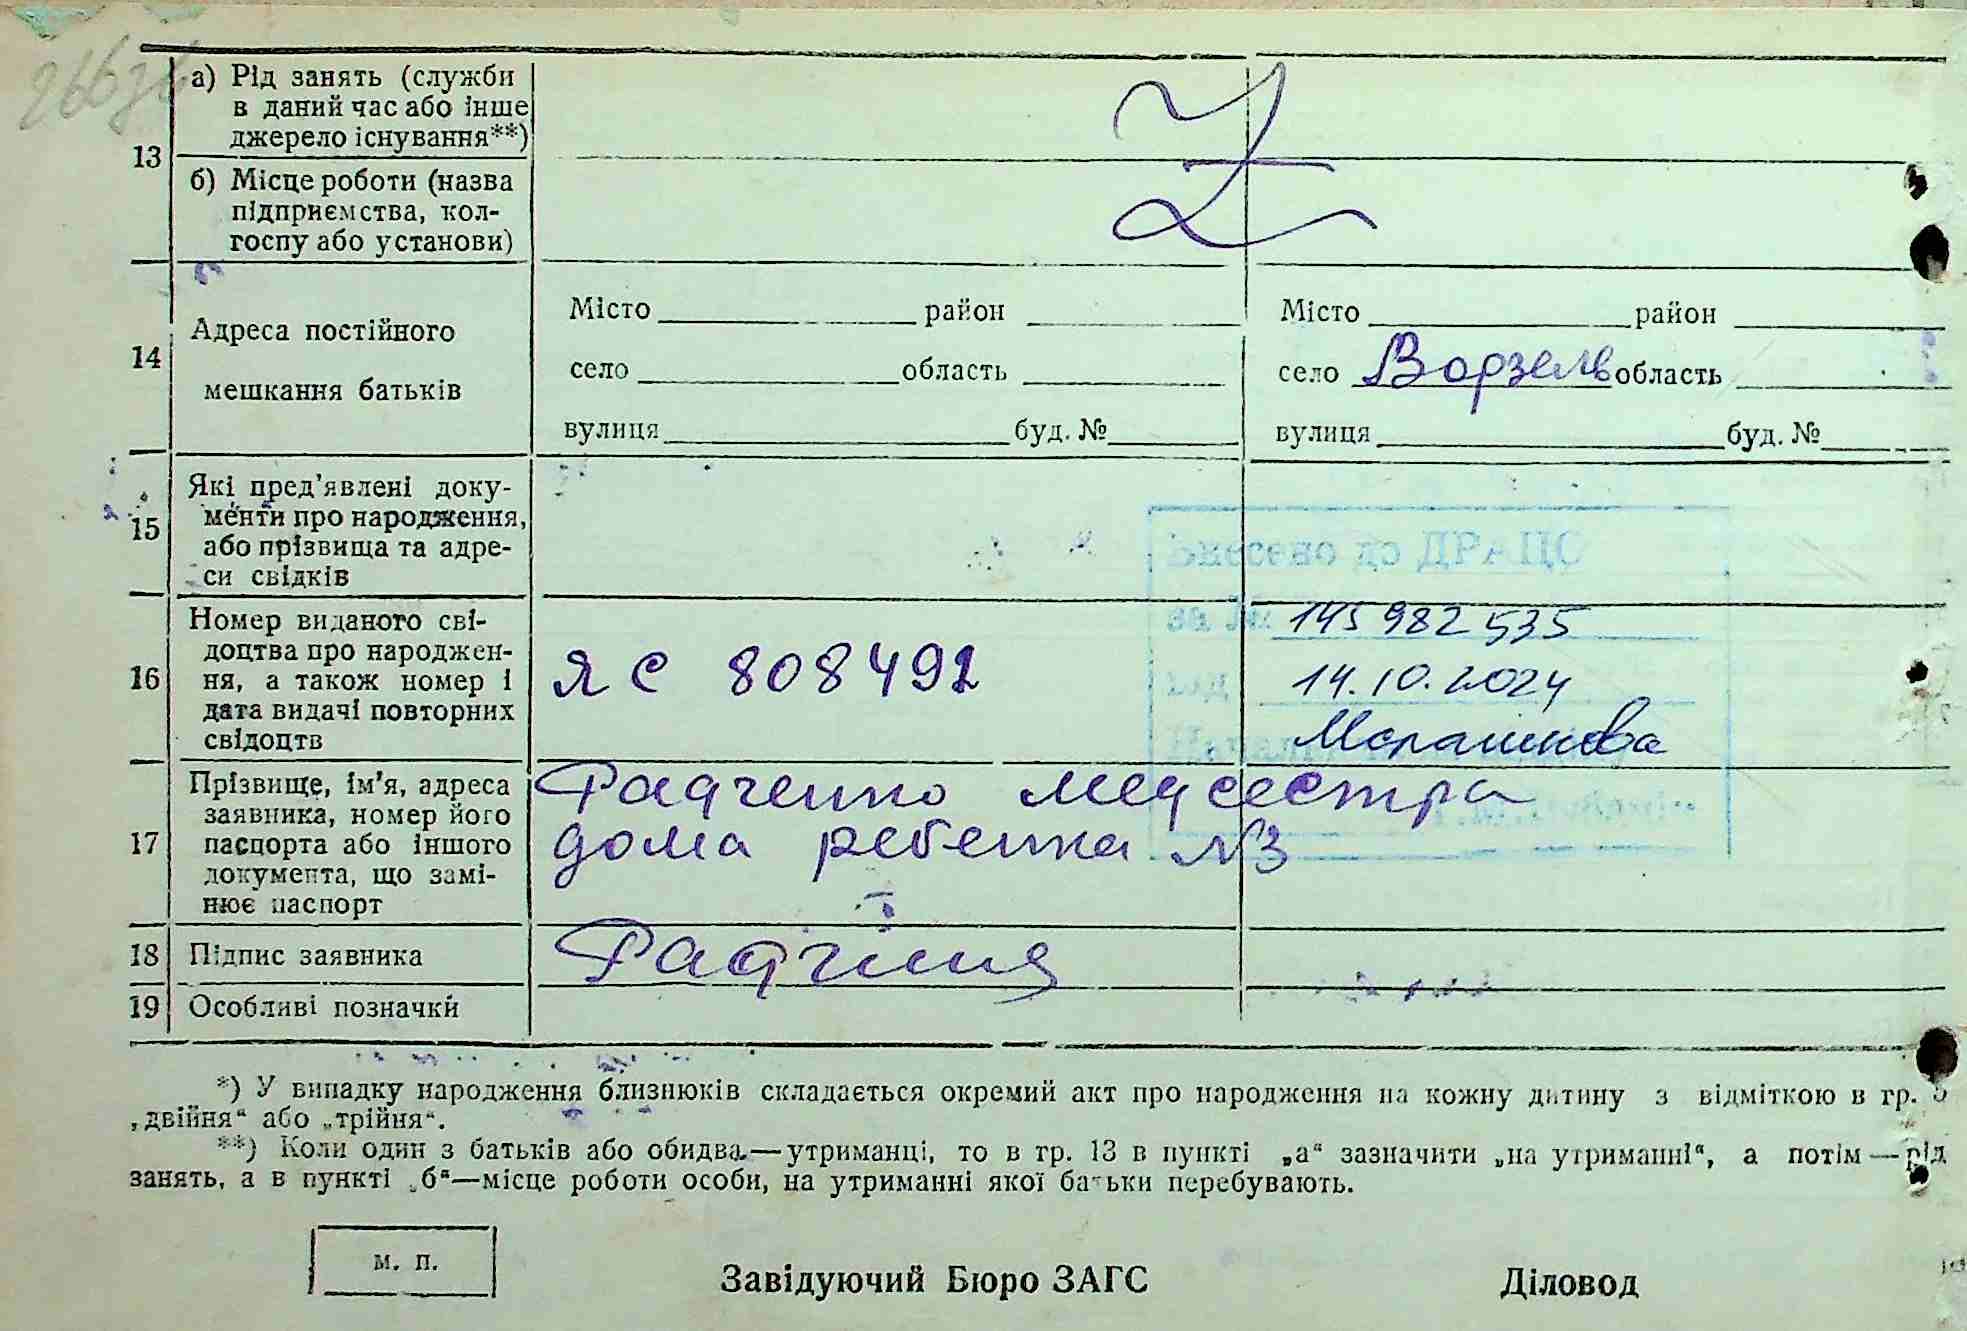 13
а) Рід занять (служби
в даний час або інше
джерело існування**)
б) Місце роботи (назва
підприємства, кол-
госпу або установи)
14
Адреса постійного
мешкання батьків
Місто район
село область
вулиця буд. №
Місто район
село Ворзель область
вулиця буд. №
15
Які пред'явлені доку-
менти про народження,
або прізвища та адре-
си свідків
Внесено до ДРАЦС
за № 145 982 535
від 14.10.2024
16
Номер виданого сві-
доцтва про народжен-
ня, а також номер і
дата видачі повторних
свідоцтв
ЯС 808492
17
Прізвище, ім'я, адреса
заявника, номер його
паспорта або іншого
документа, що замі-
нює паспорт
Радченко медсестра
дома ребенка №3
18
Підпис заявника
19
Особливі позначки
*) У випадку народження близнюків складається окремий акт про народження на кожну дитину з відміткою в гр. 5
„двійня“ або „трійня“.
**) Коли один з батьків або обидва—утриманці, то в гр. 13 в пункті „а“ зазначити „на утриманні“, а потім—рід
занять, а в пункті „б“—місце роботи особи, на утриманні якої батьки перебувають.
м. п.
Завідуючий Бюро ЗАГС
Діловод